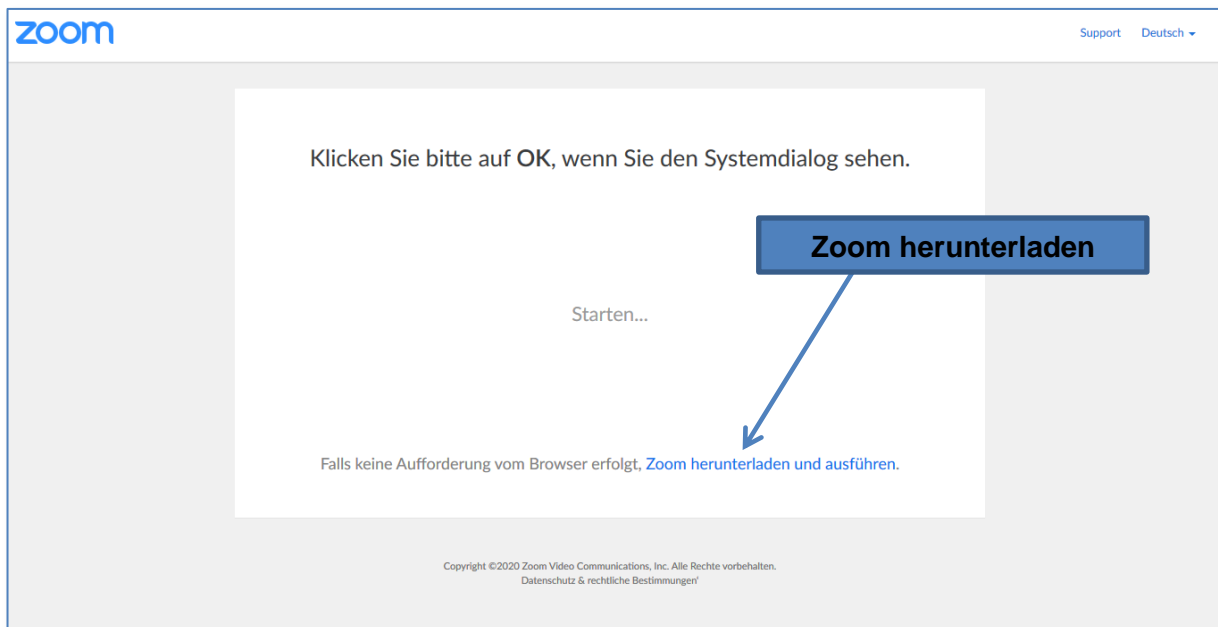 zoom
Support Deutsch
Klicken Sie bitte auf OK, wenn Sie den Systemdialog sehen.
Zoom herunterladen
Starten...
Falls keine Aufforderung vom Browser erfolgt, Zoom herunterladen und ausführen.
Copyright ©2020 Zoom Video Communications, Inc. Alle Rechte vorbehalten.
Datenschutz & rechtliche Bestimmungen'